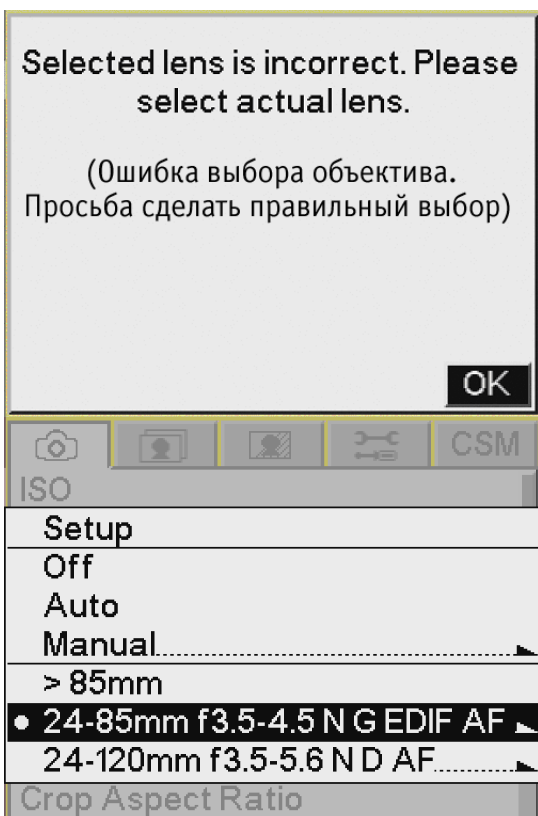 Selected lens is incorrect. Please
select actual lens.
(Ошибка выбора объектива.
Просьба сделать правильный выбор)
OK
CSM
ISO
Setup
Off
Auto
Manual
> 85mm
24-85mm f3.5-4.5 N G EDIF AF
24-120mm f3.5-5.6 N D AF
Crop Aspect Ratio